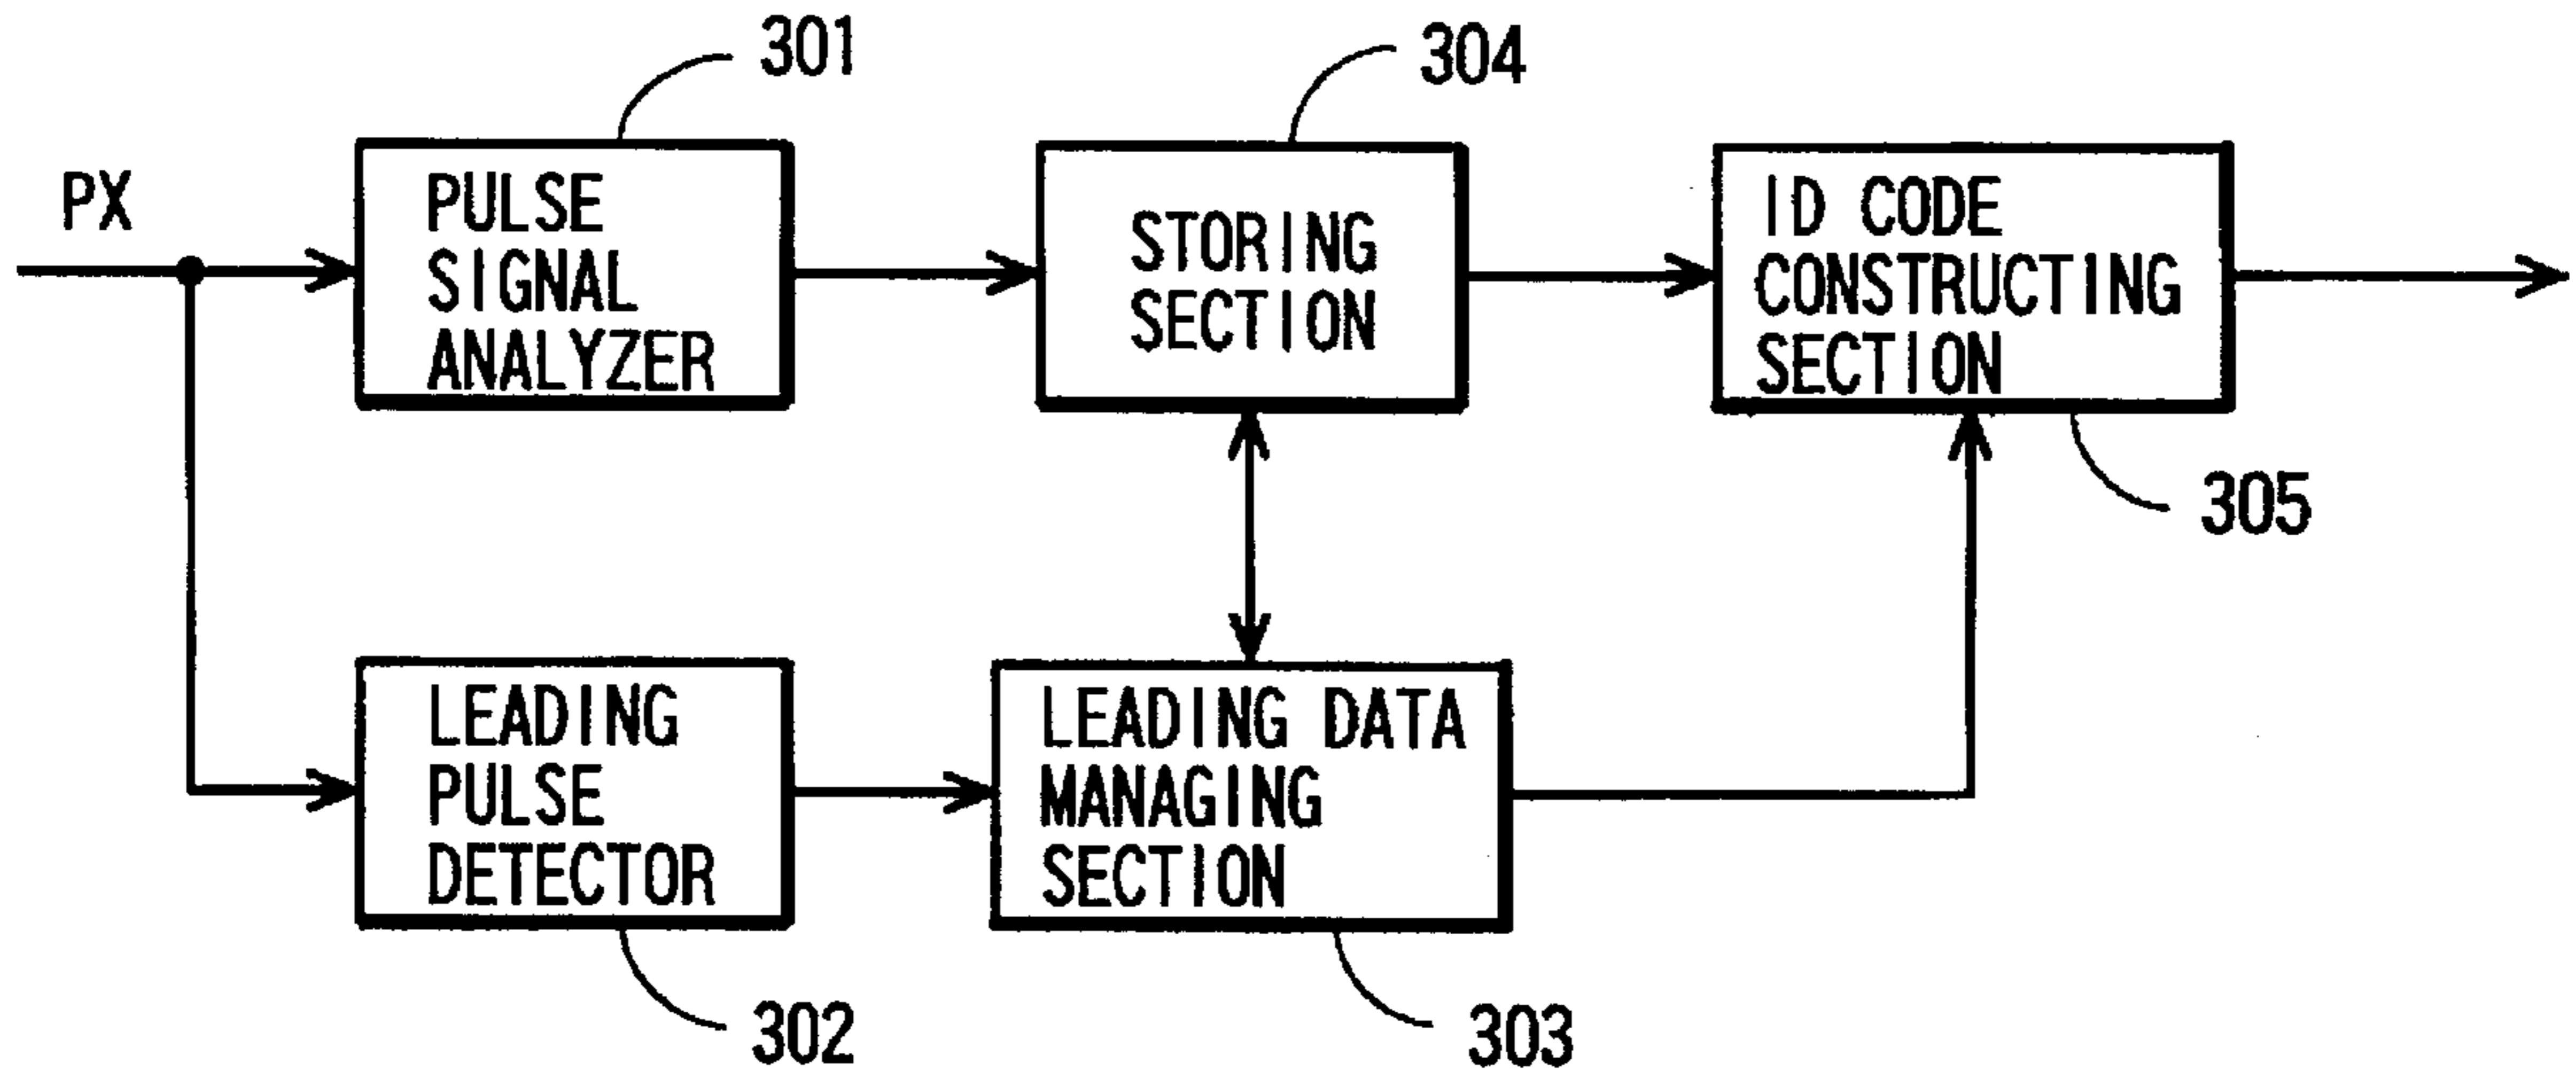 301
304
PX
PULSE
SIGNAL
ANALYZER
STORING
SECTION
ID CODE
CONSTRUCTING
SECTION
305
LEADING
PULSE
DETECTOR
LEADING DATA
MANAGING
SECTION
302
303